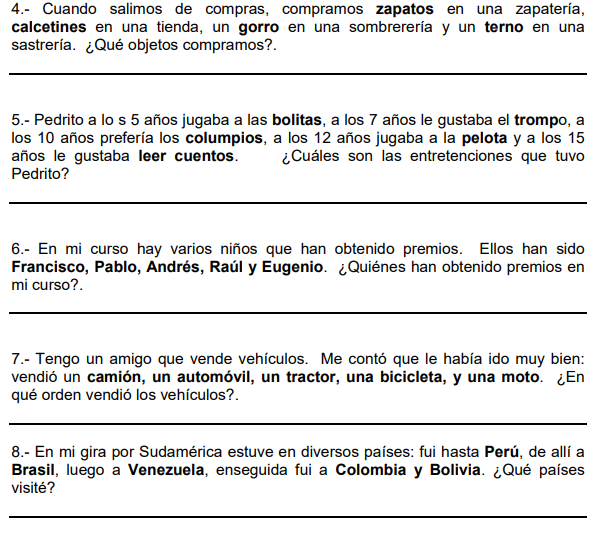 4.- Cuando salimos de compras, compramos zapatos en una zapatería,
calcetines en una tienda, un gorro en una sombrerería y un terno en una
sastrería. ¿Qué objetos compramos?.
5.- Pedrito a lo s 5 años jugaba a las bolitas, a los 7 años le gustaba el trompo, a
los 10 años prefería los columpios, a los 12 años jugaba a la pelota y a los 15
años le gustaba leer cuentos. ¿Cuáles son las entretenciones que tuvo
Pedrito?
6.- En mi curso hay varios niños que han obtenido premios. Ellos han sido
Francisco, Pablo, Andrés, Raúl y Eugenio. ¿Quiénes han obtenido premios en
mi curso?.
7.- Tengo un amigo que vende vehículos. Me contó que le había ido muy bien:
vendió un camión, un automóvil, un tractor, una bicicleta, y una moto. ¿En
qué orden vendió los vehículos?.
8.- En mi gira por Sudamérica estuve en diversos países: fui hasta Perú, de allí a
Brasil, luego a Venezuela, enseguida fui a Colombia y Bolivia. ¿Qué países
visité?